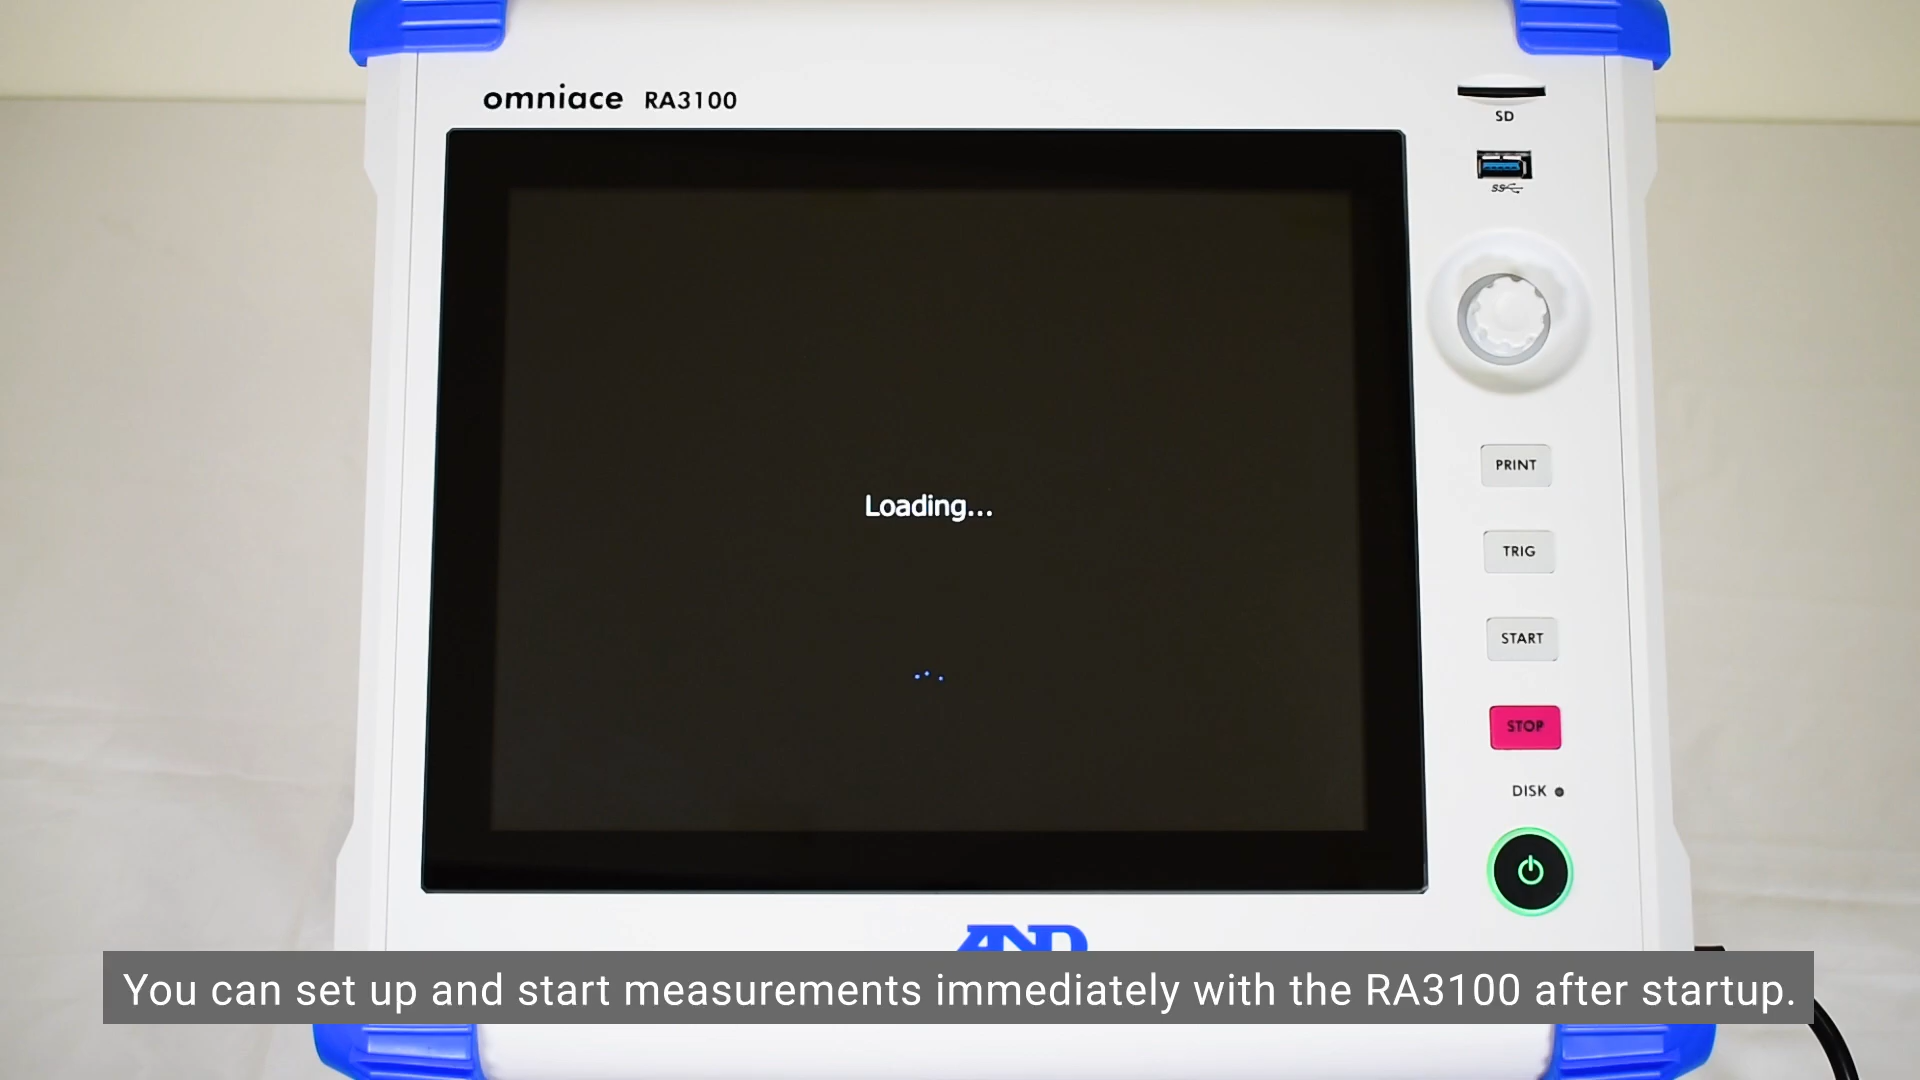 omniace RA3100
SD
SS
Loading...
PRINT
TRIG
START
STOP
DISK
AND
You can set up and start measurements immediately with the RA3100 after startup.